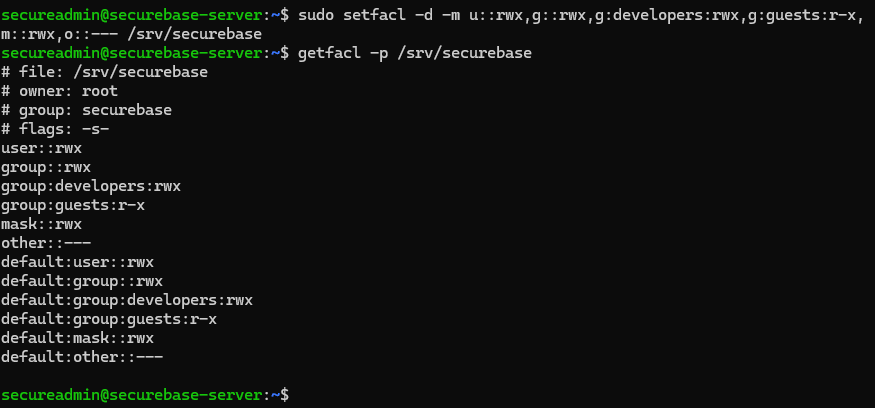 secureadmin@securebase-server:~$ sudo setfacl -d -m u::rwx,g::rwx,g:developers:rwx,g:guests:r-x,
m::rwx,o::--- /srv/securebase
secureadmin@securebase-server:~$ getfacl -p /srv/securebase
# file: /srv/securebase
# owner: root
# group: securebase
# flags: -s-
user::rwx
group::rwx
group:developers:rwx
group:guests:r-x
mask::rwx
other::---
default:user::rwx
default:group::rwx
default:group:developers:rwx
default:group:guests:r-x
default:mask::rwx
default:other::---
secureadmin@securebase-server:~$